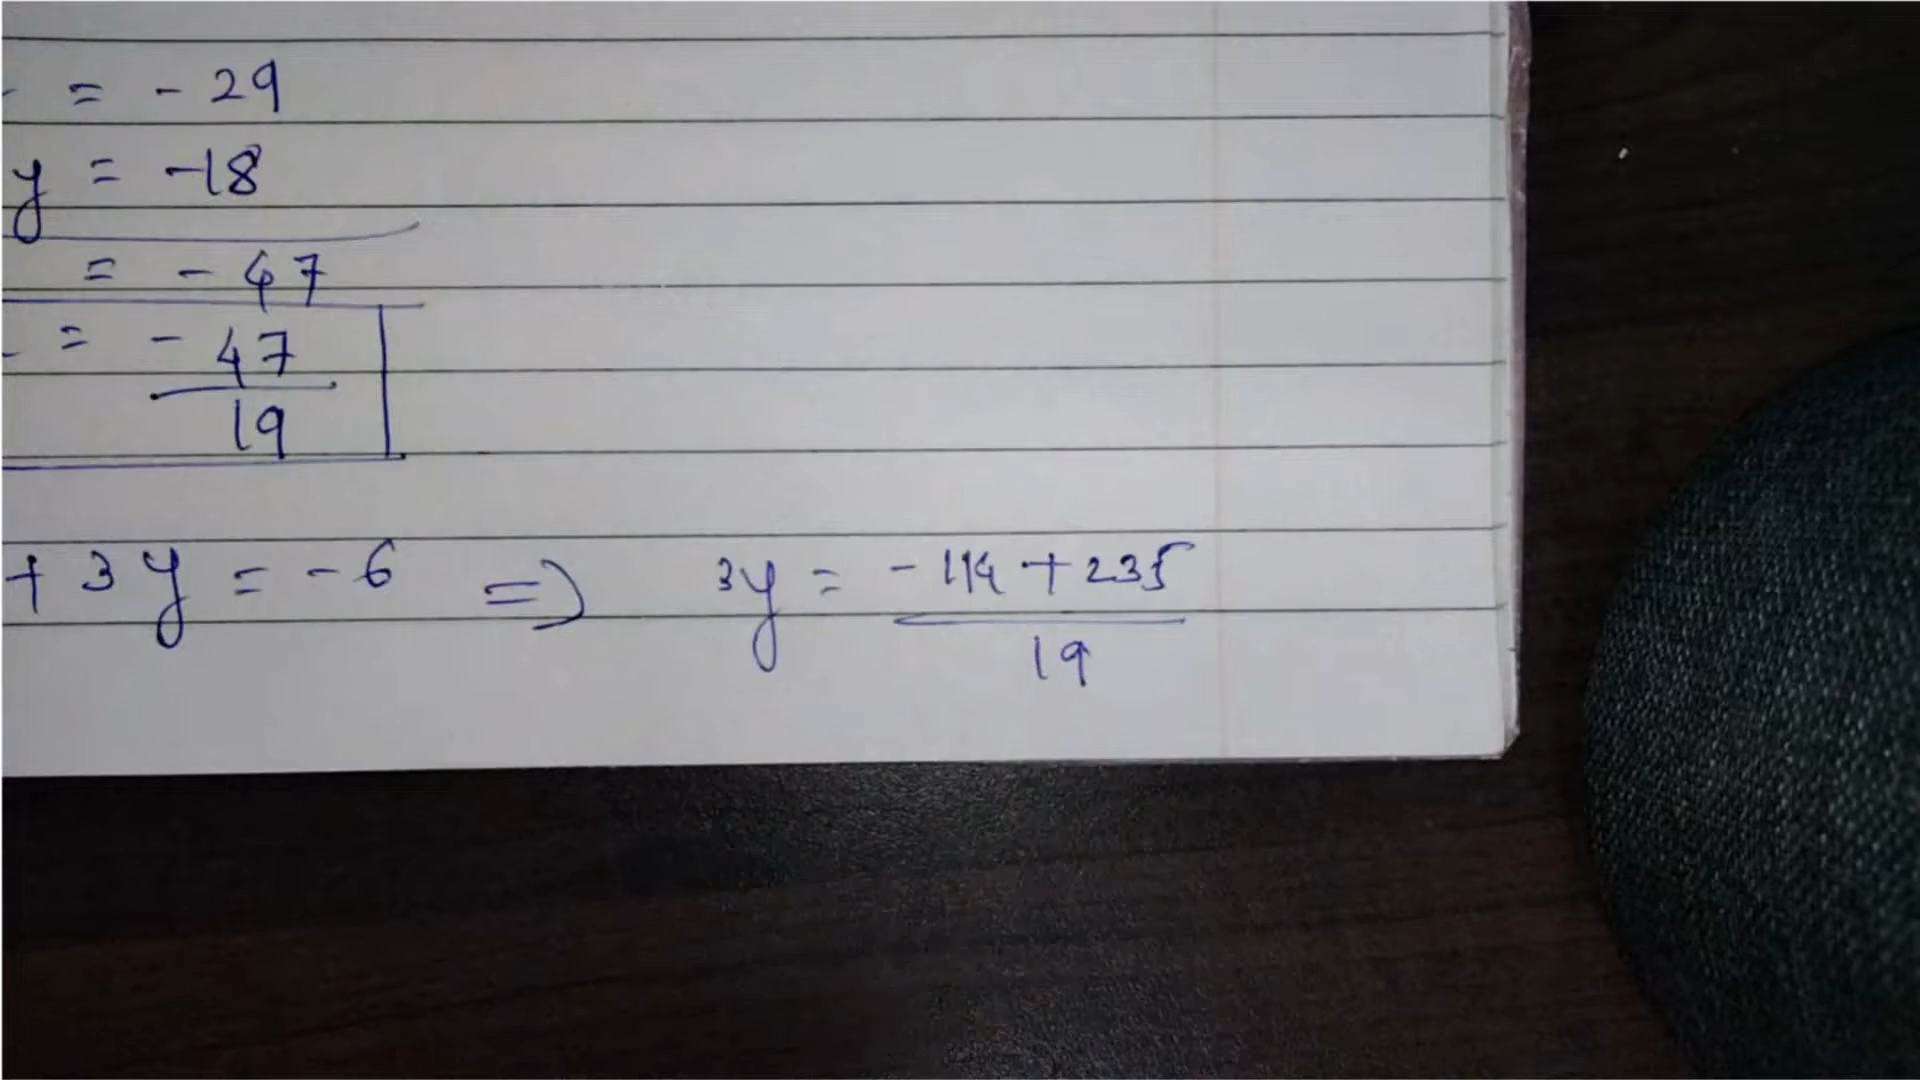 = - 29
y = -18
= - 47
= - 47
19
+ 3y = -6 => 3y = -114 + 235
19